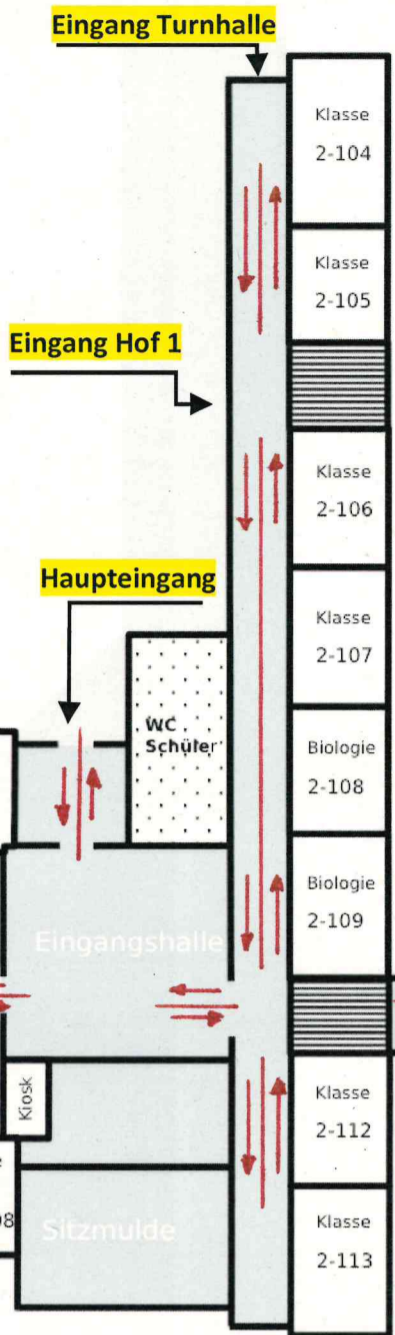 Eingang Turnhalle
Klasse
2-104
Klasse
2-105
Eingang Hof 1
Klasse
2-106
Haupteingang
Klasse
2-107
WC
Schüler
Biologie
2-108
Biologie
2-109
Eingangshalle
Kiosk
Klasse
2-112
Sitzmulde
Klasse
2-113